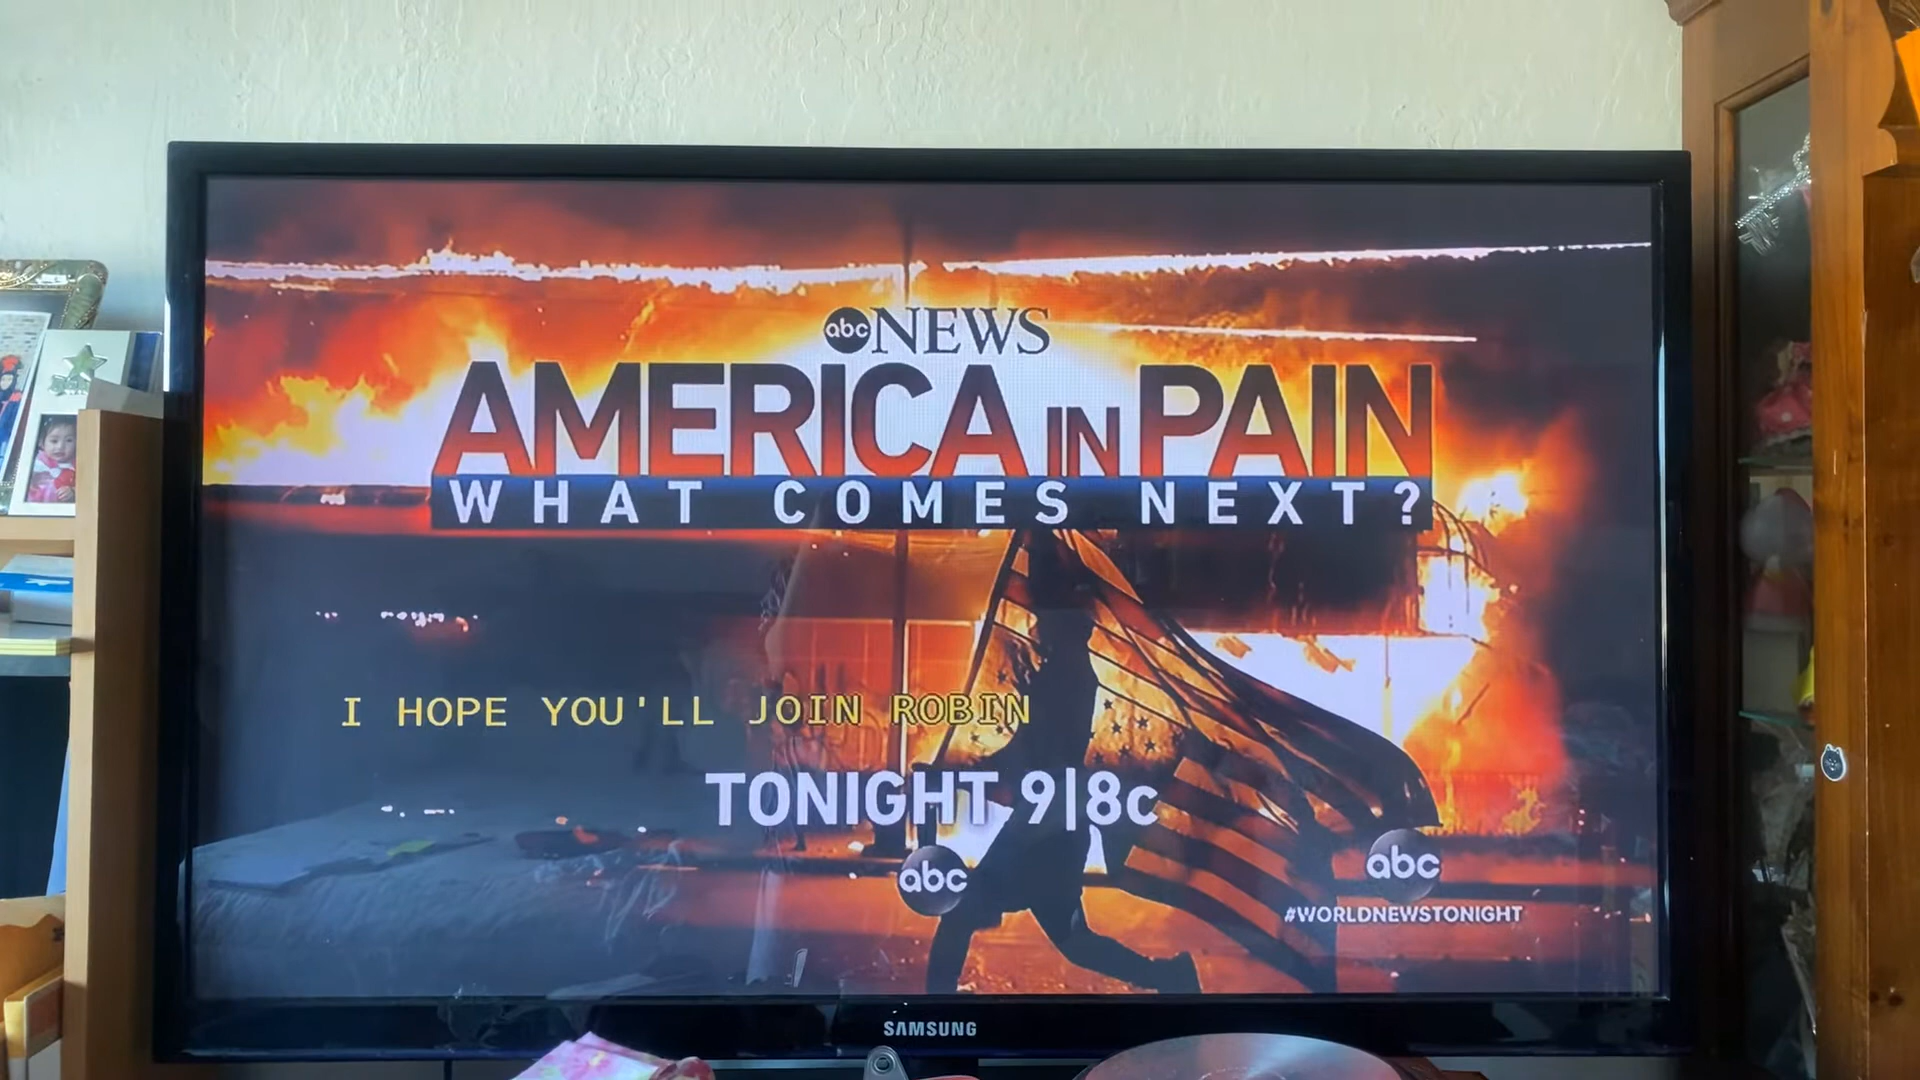 abc NEWS
AMERICA IN PAIN
WHAT COMES NEXT?
I HOPE YOU'LL JOIN ROBIN
TONIGHT 9|8c
abc
abc
#WORLDNEWSTONIGHT
SAMSUNG